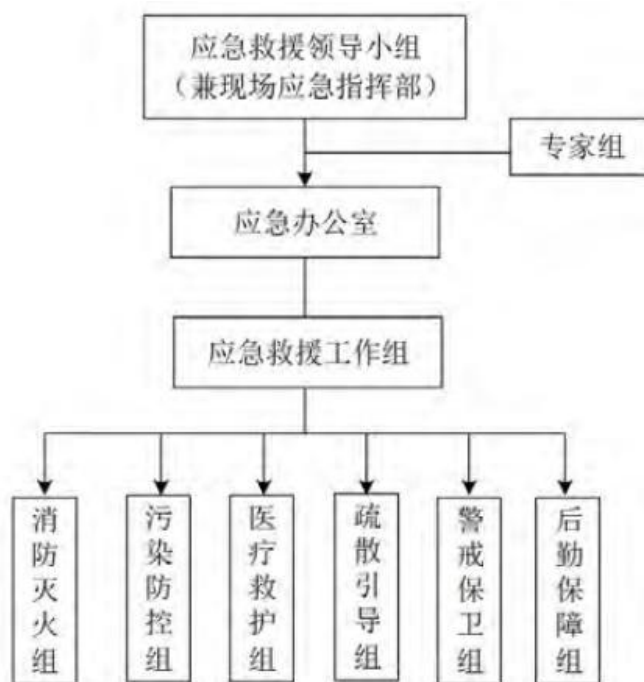 应急救援领导小组
（兼现场应急指挥部）
专家组
应急办公室
应急救援工作组
消防灭火组
污染防控组
医疗救护组
疏散引导组
警戒保卫组
后勤保障组